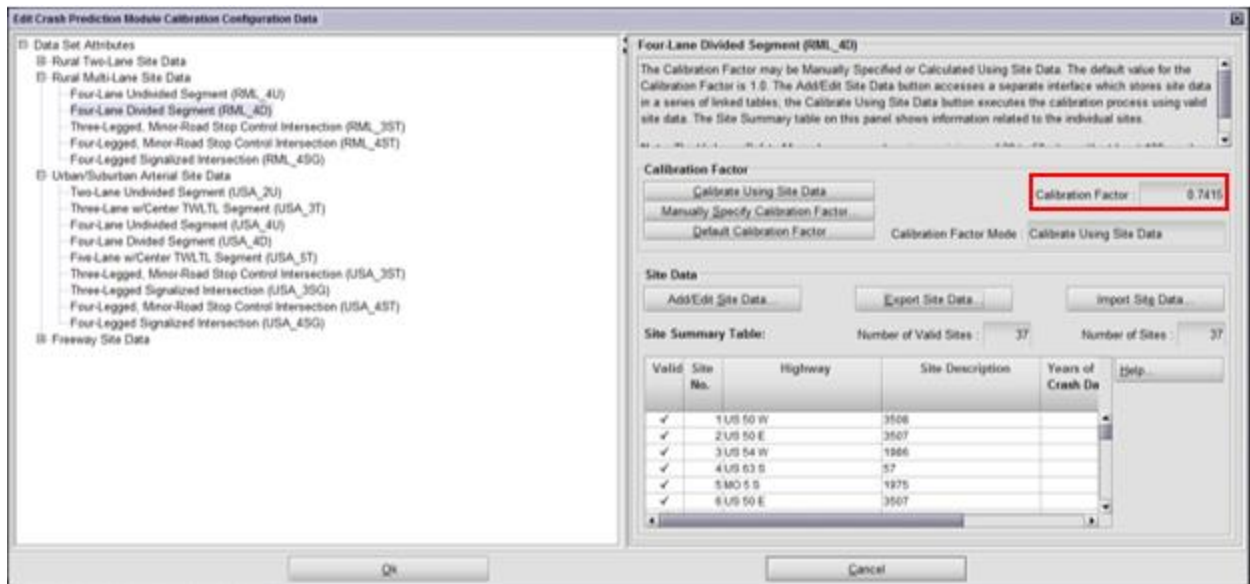 Edit Crash Prediction Module Calibration Configuration Data
Data Set Attributes
Rural Two-Lane Site Data
Rural Multi-Lane Site Data
Four-Lane Undivided Segment (RML_4U)
Four-Lane Divided Segment (RML_4D)
Three-Legged, Minor-Road Stop Control Intersection (RML_3ST)
Four-Legged, Minor-Road Stop Control Intersection (RML_4ST)
Four-Legged Signalized Intersection (RML_4SG)
Urban/Suburban Arterial Site Data
Two-Lane Undivided Segment (USA_2U)
Three-Lane w/Center TWLTL Segment (USA_3T)
Four-Lane Undivided Segment (USA_4U)
Four-Lane Divided Segment (USA_4D)
Five-Lane w/Center TWLTL Segment (USA_5T)
Three-Legged, Minor-Road Stop Control Intersection (USA_3ST)
Three-Legged Signalized Intersection (USA_3SG)
Four-Legged, Minor-Road Stop Control Intersection (USA_4ST)
Four-Legged Signalized Intersection (USA_4SG)
Freeway Site Data
Four-Lane Divided Segment (RML_4D)
The Calibration Factor may be Manually Specified or Calculated Using Site Data. The default value for the
Calibration Factor is 1.0. The Add/Edit Site Data button accesses a separate interface which stores site data
in a series of linked tables; the Calibrate Using Site Data button executes the calibration process using valid
site data. The Site Summary table on this panel shows information related to the individual sites.
Calibration Factor
Calibrate Using Site Data
Calibration Factor : 0.7415
Manually Specify Calibration Factor...
Default Calibration Factor
Calibration Factor Mode : Calibrate Using Site Data
Site Data
Add/Edit Site Data... Export Site Data... Import Site Data...
Site Summary Table: Number of Valid Sites : 37 Number of Sites : 37
Valid Site No. Highway Site Description Years of Crash Da Help...
✓ 1 US 50 W 3508
✓ 2 US 50 E 3507
✓ 3 US 54 W 1986
✓ 4 US 63 S 57
✓ 5 MO 5 S 1975
✓ 6 US 50 E 3507
Ok Cancel